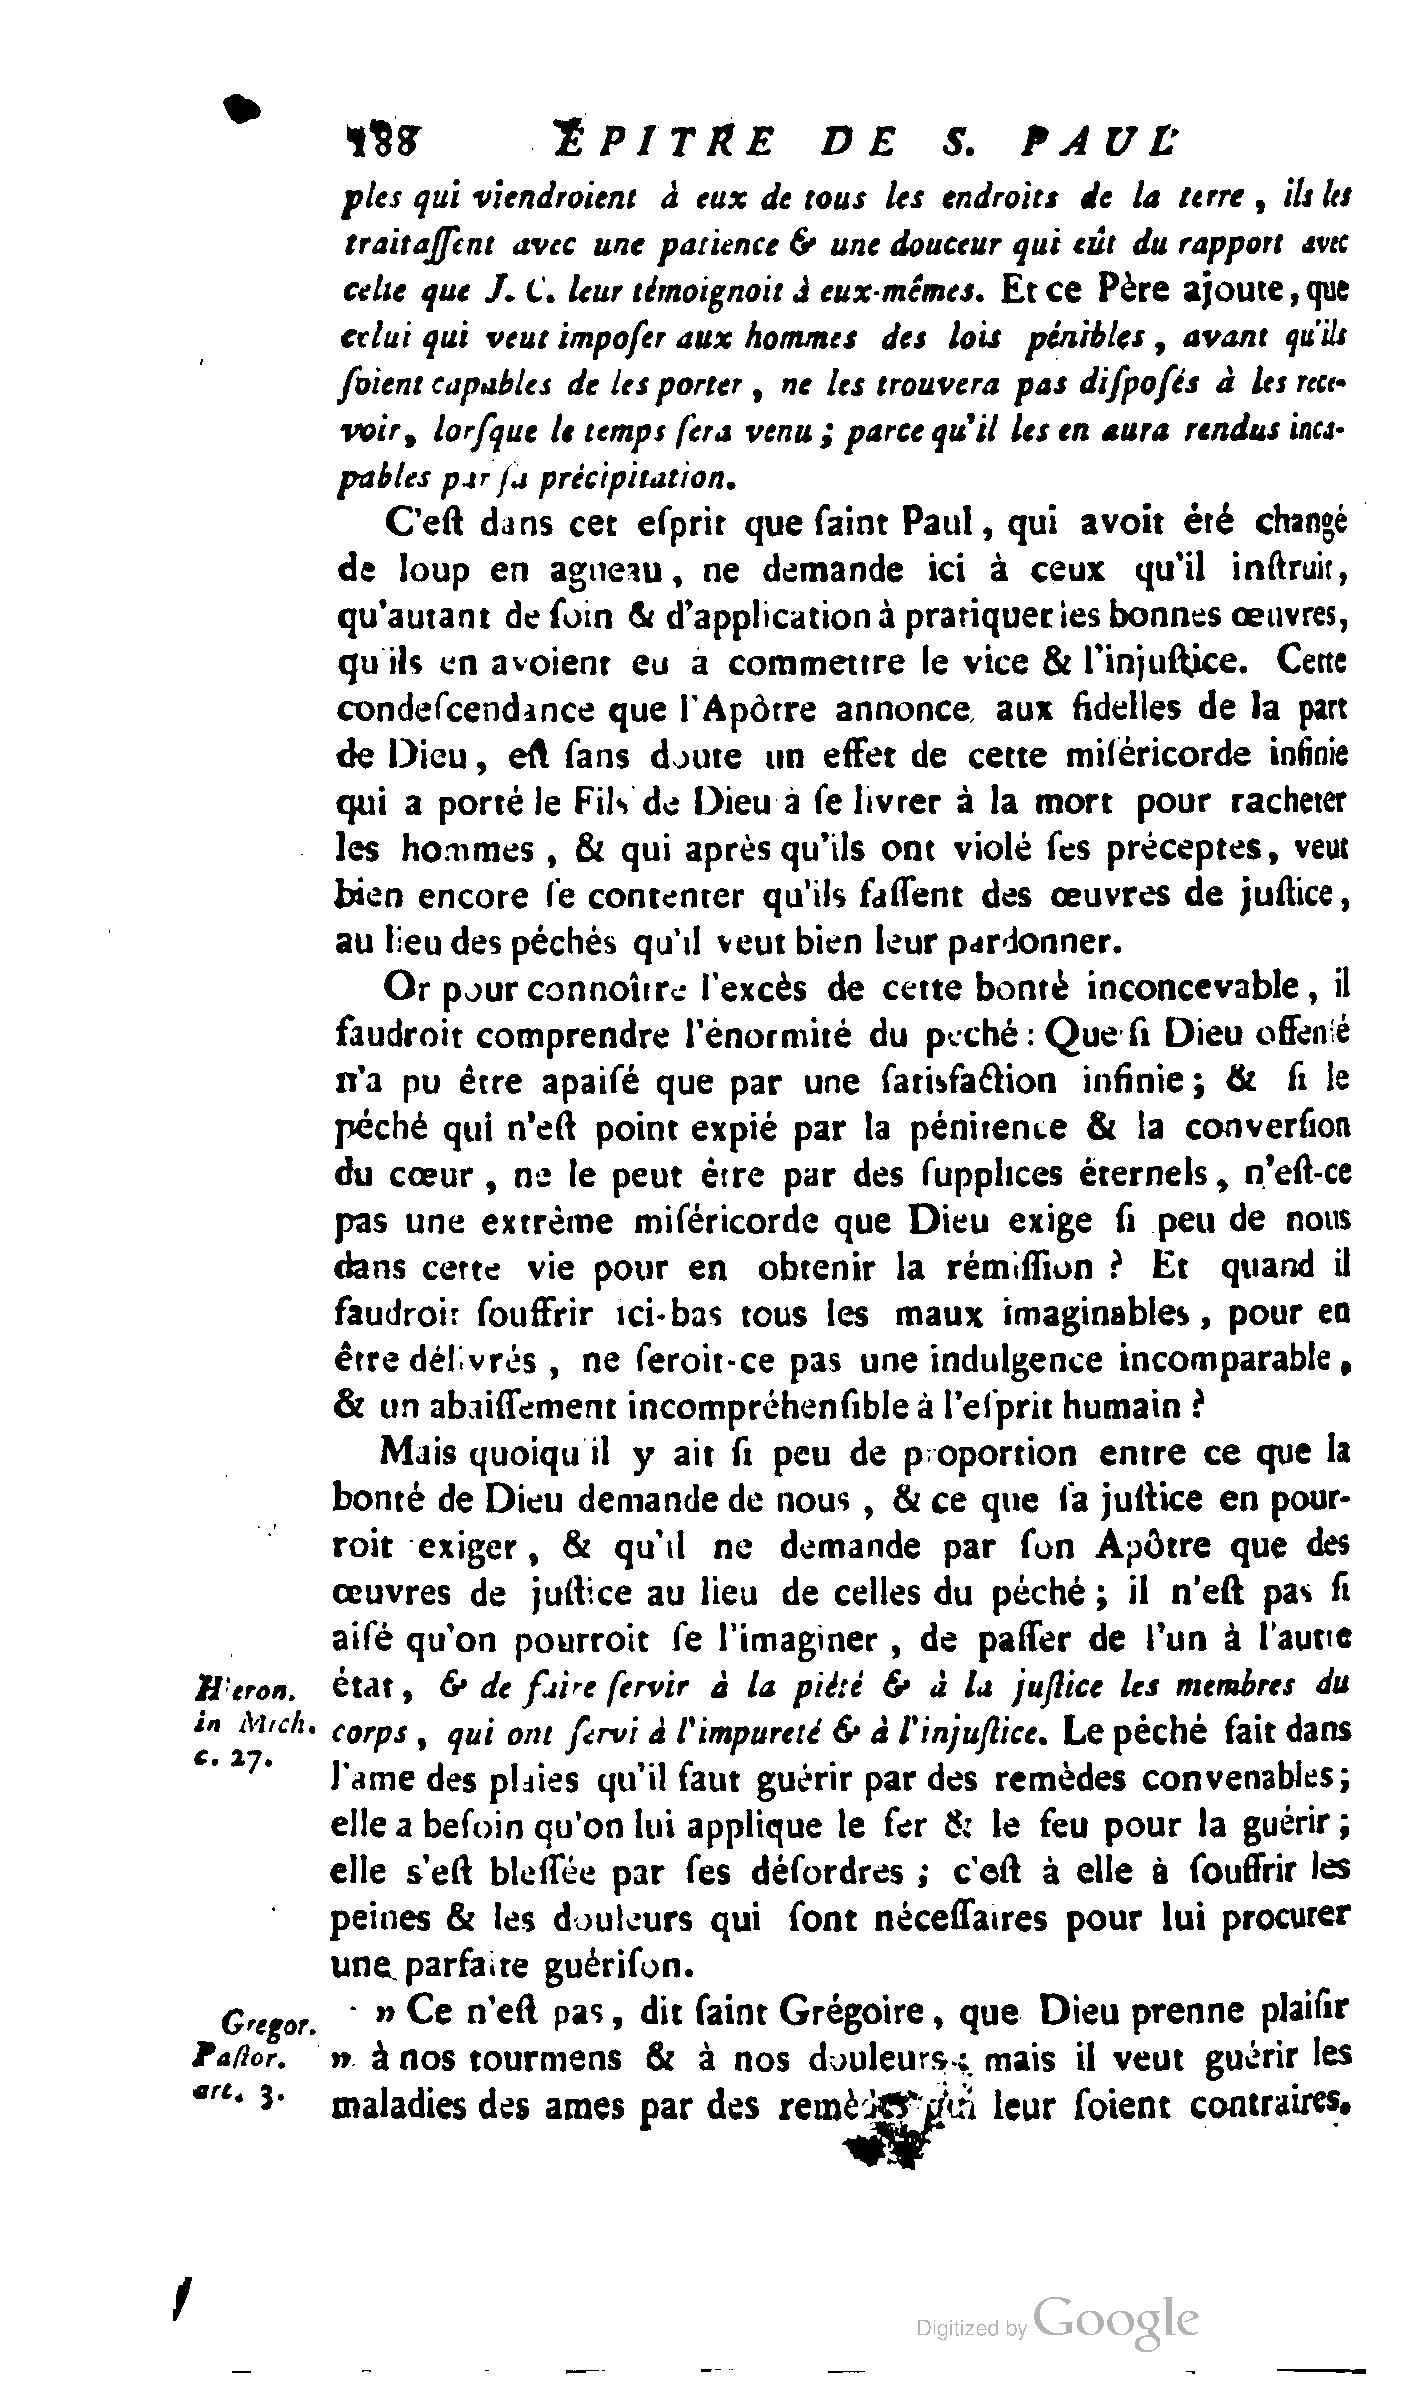 188 ÉPITRE DE S. PAUL
ples qui viendroient à eux de tous les endroits de la terre, ils les
traitaſſent avec une patience & une douceur qui eût du rapport avec
celle que J. C. leur témoignoit à eux-mêmes. Et ce Père ajoute, que
celui qui veut impoſer aux hommes des lois pénibles, avant qu'ils
ſoient capables de les porter, ne les trouvera pas diſpoſés à les rece-
voir, lorſque le temps ſera venu; parce qu'il les en aura rendus inca-
pables par ſa précipitation.
C'eſt dans cet eſprit que ſaint Paul, qui avoit été changé
de loup en agneau, ne demande ici à ceux qu'il inſtruit,
qu'autant de ſoin & d'application à pratiquer les bonnes œuvres,
qu'ils en avoient eu à commettre le vice & l'injuſtice. Cette
condeſcendance que l'Apôtre annonce, aux fidelles de la part
de Dieu, eſt ſans doute un effet de cette miſéricorde infinie
qui a porté le Fils de Dieu à ſe livrer à la mort pour racheter
les hommes, & qui après qu'ils ont violé ſes préceptes, veut
bien encore ſe contenter qu'ils faſſent des œuvres de juſtice,
au lieu des péchés qu'il veut bien leur pardonner.
Or pour connoître l'excès de cette bonté inconcevable, il
faudroit comprendre l'énormité du péché: Que ſi Dieu offenſé
n'a pu être apaiſé que par une ſatisfaction infinie; & ſi le
péché qui n'eſt point expié par la pénitence & la converſion
du cœur, ne le peut être par des ſupplices éternels, n'eſt-ce
pas une extrême miſéricorde que Dieu exige ſi peu de nous
dans cette vie pour en obtenir la rémiſſion? Et quand il
faudroit ſouffrir ici-bas tous les maux imaginables, pour en
être délivrés, ne ſeroit-ce pas une indulgence incomparable,
& un abaiſſement incompréhenſible à l'eſprit humain?
Mais quoiqu'il y ait ſi peu de proportion entre ce que la
bonté de Dieu demande de nous, & ce que ſa juſtice en pour-
roit exiger, & qu'il ne demande par ſon Apôtre que des
œuvres de juſtice au lieu de celles du péché; il n'eſt pas ſi
aiſé qu'on pourroit ſe l'imaginer, de paſſer de l'un à l'autre
Hieron. état, & de faire ſervir à la piété & à la juſtice les membres du
in Mich. corps, qui ont ſervi à l'impureté & à l'injuſtice. Le péché fait dans
c. 27. l'ame des plaies qu'il faut guérir par des remèdes convenables;
elle a beſoin qu'on lui applique le fer & le feu pour la guérir;
elle s'eſt bleſſée par ſes déſordres; c'eſt à elle à ſouffrir les
peines & les douleurs qui ſont néceſſaires pour lui procurer
une parfaite guériſon.
Gregor. » Ce n'eſt pas, dit ſaint Grégoire, que Dieu prenne plaiſir
Paſtor. » à nos tourmens & à nos douleurs; mais il veut guérir les
art. 3. maladies des ames par des remèdes qui leur ſoient contraires.
Digitized by Google